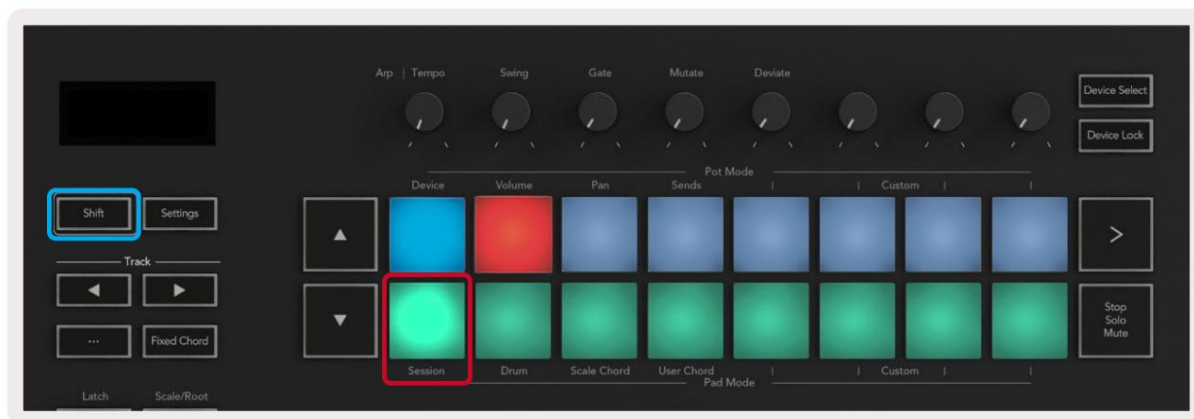 Arp | Tempo
Swing
Gate
Mutate
Deviate
Device Select
Device Lock
Pot Mode
Device
Volume
Pan
Sends
Custom
Shift
Settings
▲
>
Track
◀
▶
▼
Stop
Solo
Mute
...
Fixed Chord
Session
Drum
Scale Chord
User Chord
Custom
Pad Mode
Latch
Scale/Root